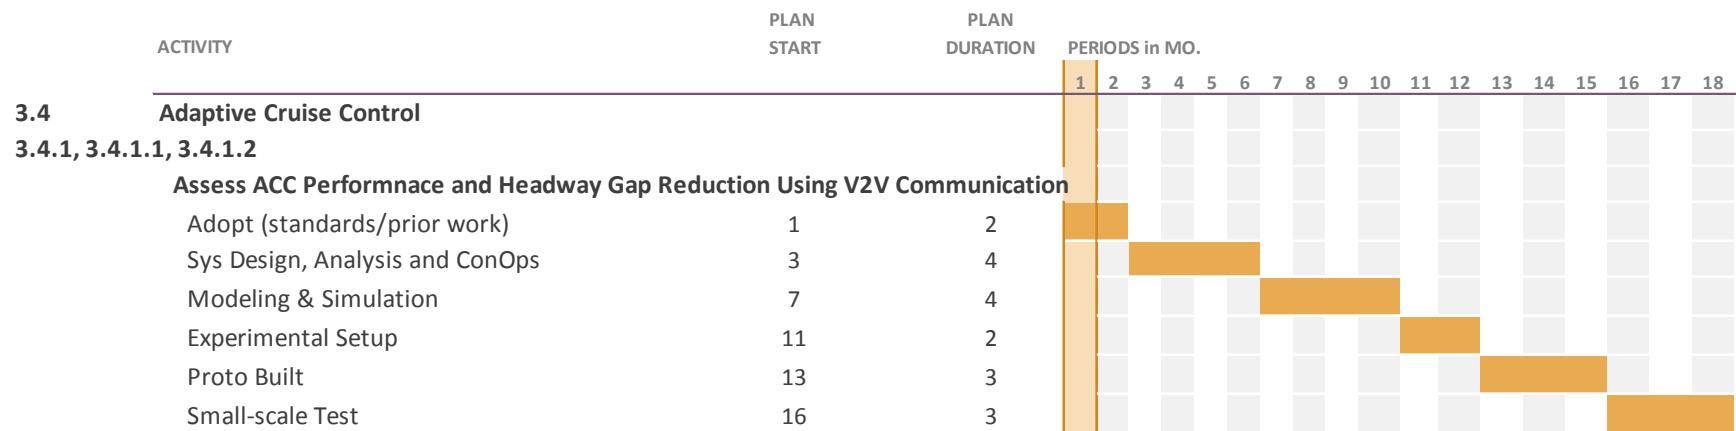 PLAN PLAN
ACTIVITY START DURATION PERIODS in MO.
1 2 3 4 5 6 7 8 9 10 11 12 13 14 15 16 17 18
3.4 Adaptive Cruise Control
3.4.1, 3.4.1.1, 3.4.1.2
Assess ACC Performnace and Headway Gap Reduction Using V2V Communication
Adopt (standards/prior work) 1 2
Sys Design, Analysis and ConOps 3 4
Modeling & Simulation 7 4
Experimental Setup 11 2
Proto Built 13 3
Small-scale Test 16 3